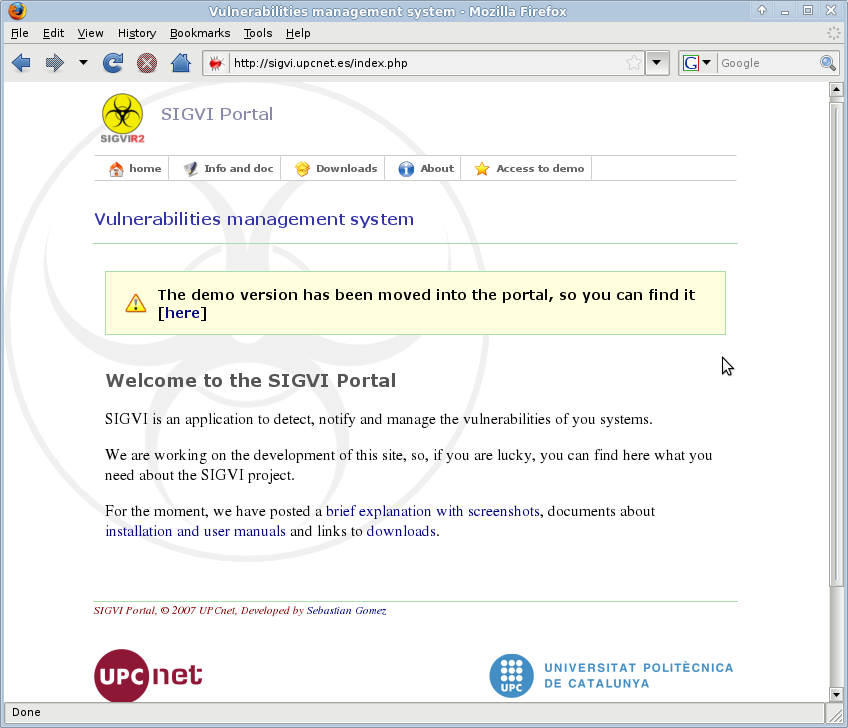 Vulnerabilities management system - Mozilla Firefox
File Edit View History Bookmarks Tools Help
http://sigvi.upcnet.es/index.php
G Google
SIGVI Portal
SIGVIR2
home Info and doc Downloads About Access to demo
Vulnerabilities management system
The demo version has been moved into the portal, so you can find it
[here]
Welcome to the SIGVI Portal
SIGVI is an application to detect, notify and manage the vulnerabilities of you systems.
We are working on the development of this site, so, if you are lucky, you can find here what you
need about the SIGVI project.
For the moment, we have posted a brief explanation with screenshots, documents about
installation and user manuals and links to downloads.
SIGVI Portal, © 2007 UPCnet, Developed by Sebastian Gomez
UPCnet
UPC
UNIVERSITAT POLITÈCNICA
DE CATALUNYA
Done